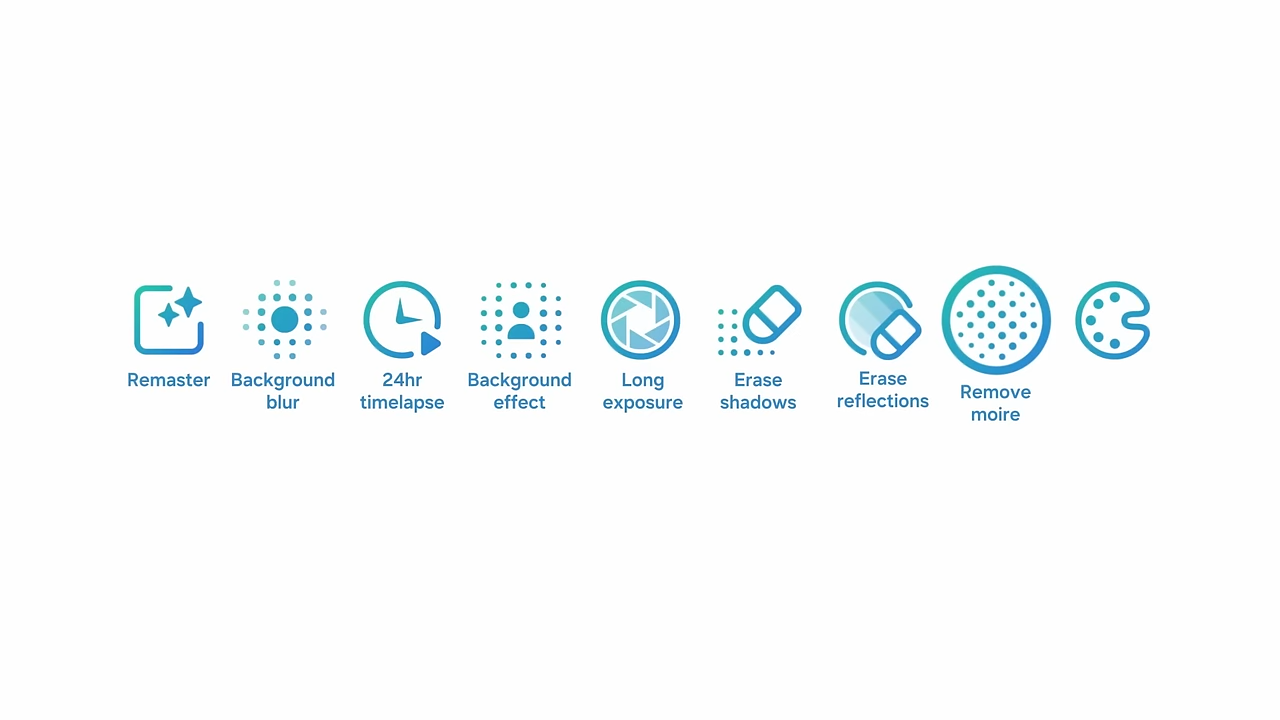 Remaster
Background
blur
24hr
timelapse
Background
effect
Long
exposure
Erase
shadows
Erase
reflections
Remove
moire